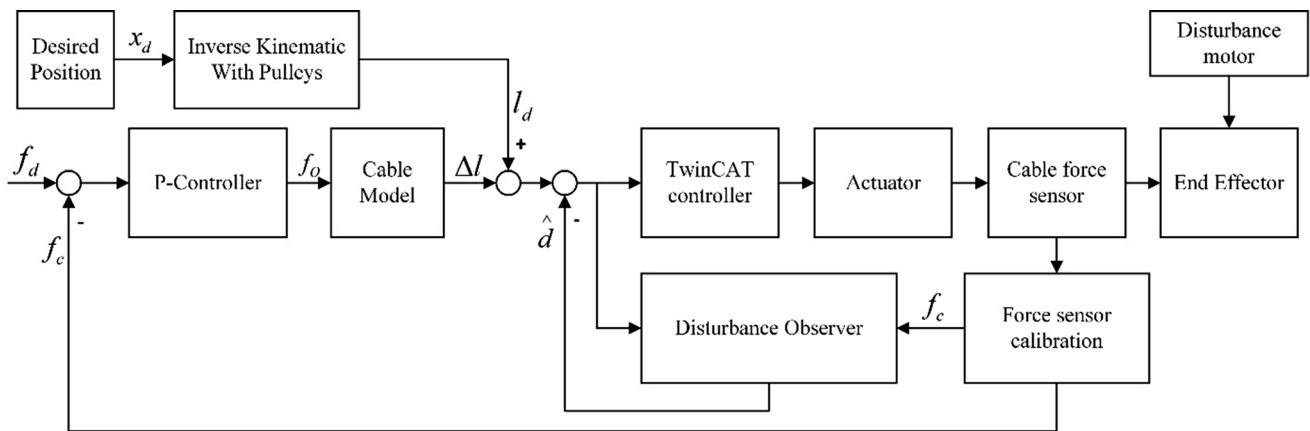 Desired
Position
x_d
Inverse Kinematic
With Pulleys
l_d
+
Disturbance
motor
f_d
-
f_c
P-Controller
f_o
Cable
Model
Δl
-
d̂
TwinCAT
controller
Actuator
Cable force
sensor
End Effector
Disturbance Observer
f_c
Force sensor
calibration